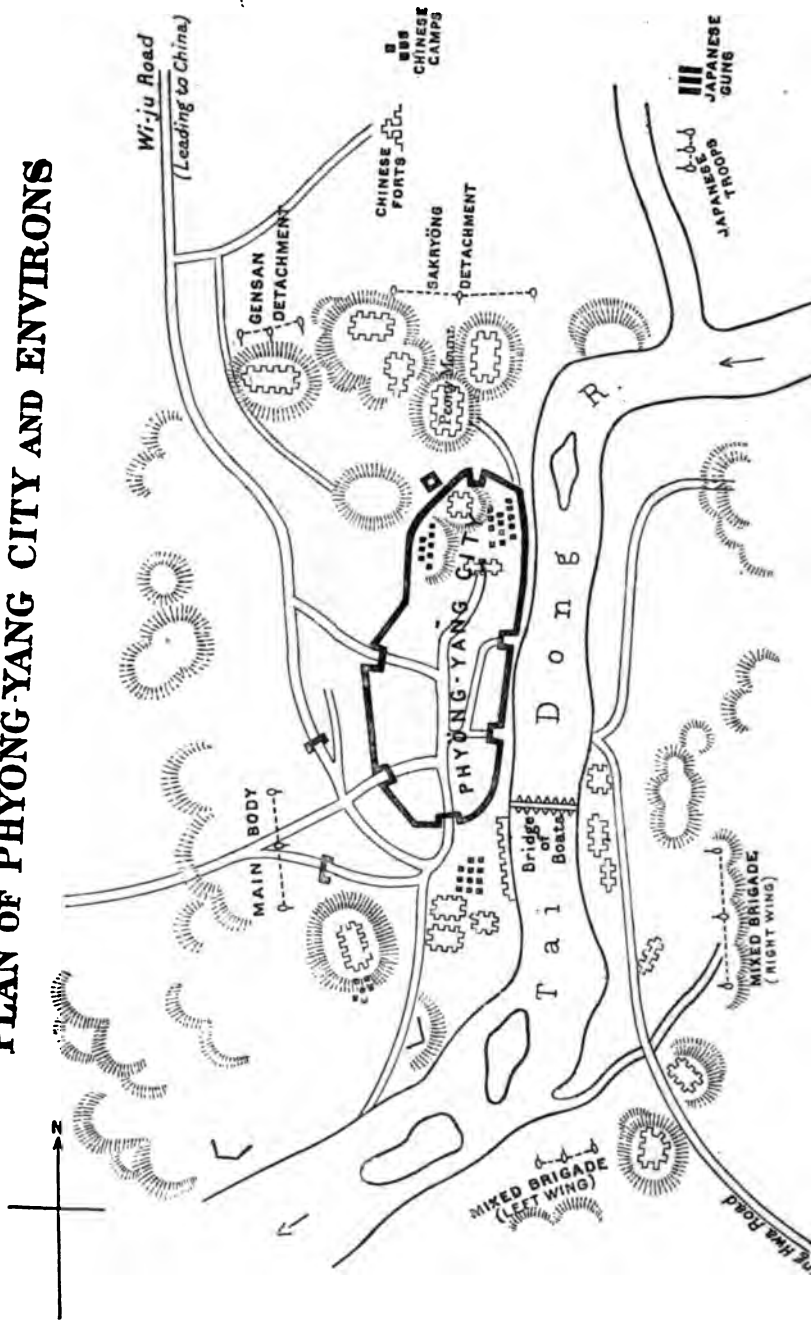 PLAN OF PHYONG-YANG CITY AND ENVIRONS
N
Wi-ju Road
(Leading to China)
CHINESE
CAMPS
CHINESE
FORTS
JAPANESE
GUNS
JAPANESE
TROOPS
GENSAN
DETACHMENT
SAKRYÖNG
DETACHMENT
MAIN BODY
PHYÖNG-YANG CITY
Bridge
of
Boats
Tai Dong R.
MIXED BRIGADE
(RIGHT WING)
MIXED BRIGADE
(LEFT WING)
Hwa Road